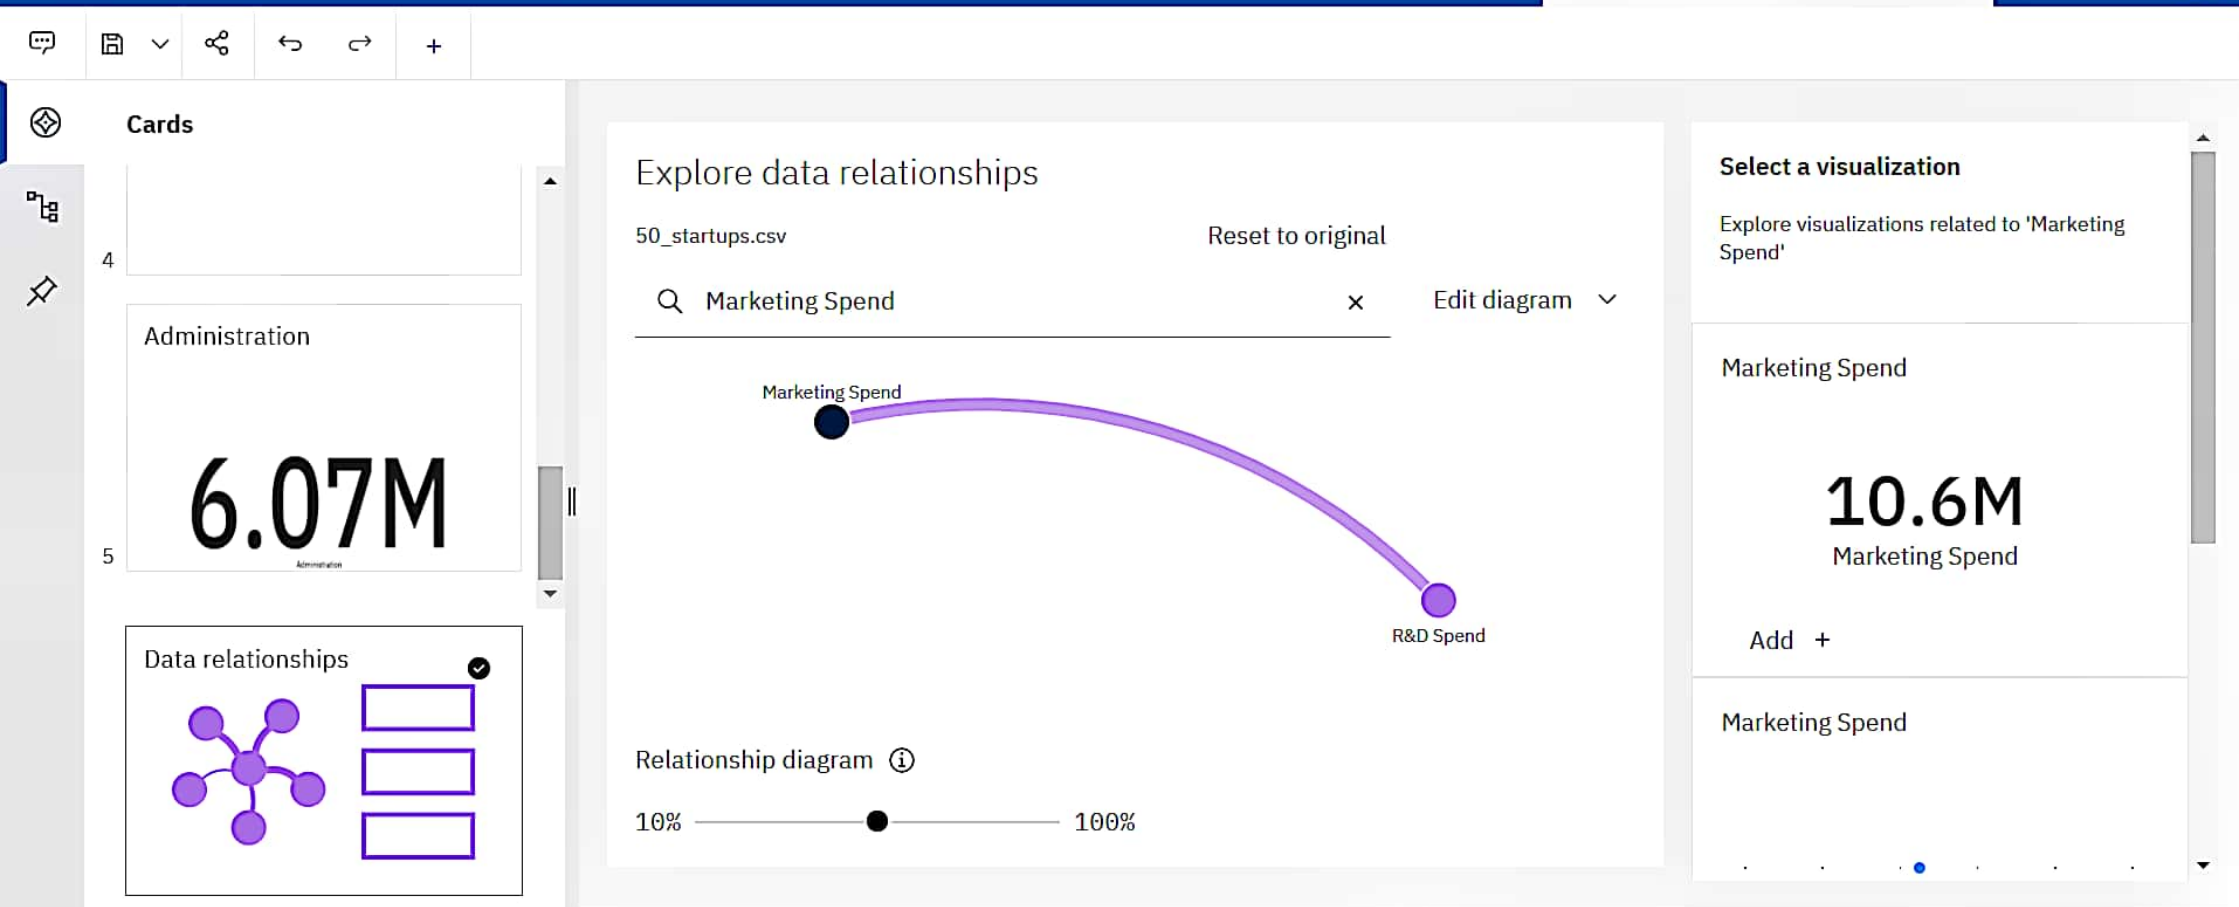 Cards
4
Administration
6.07M
Administration
5
Data relationships
Explore data relationships
50_startups.csv
Reset to original
Marketing Spend
Edit diagram
Marketing Spend
R&D Spend
Relationship diagram
10%
100%
Select a visualization
Explore visualizations related to 'Marketing
Spend'
Marketing Spend
10.6M
Marketing Spend
Add +
Marketing Spend